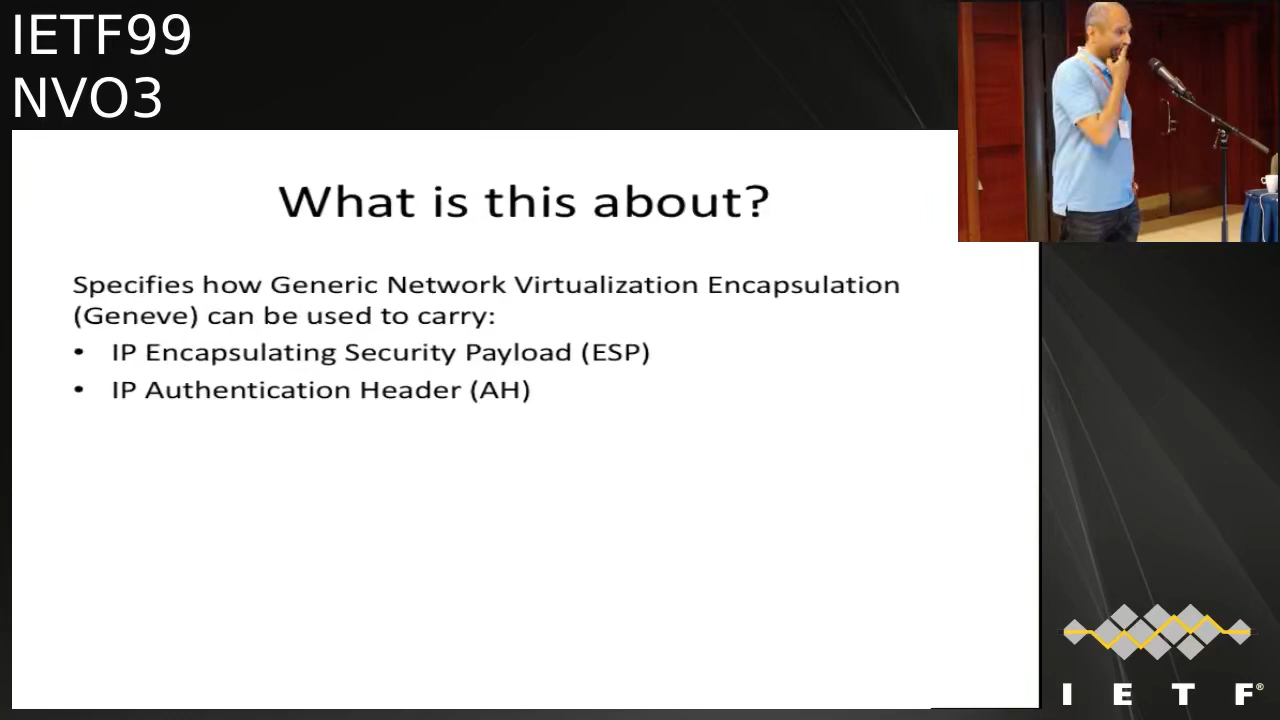 IETF99
NVO3
What is this about?
Specifies how Generic Network Virtualization Encapsulation
(Geneve) can be used to carry:
• IP Encapsulating Security Payload (ESP)
• IP Authentication Header (AH)
I E T F®